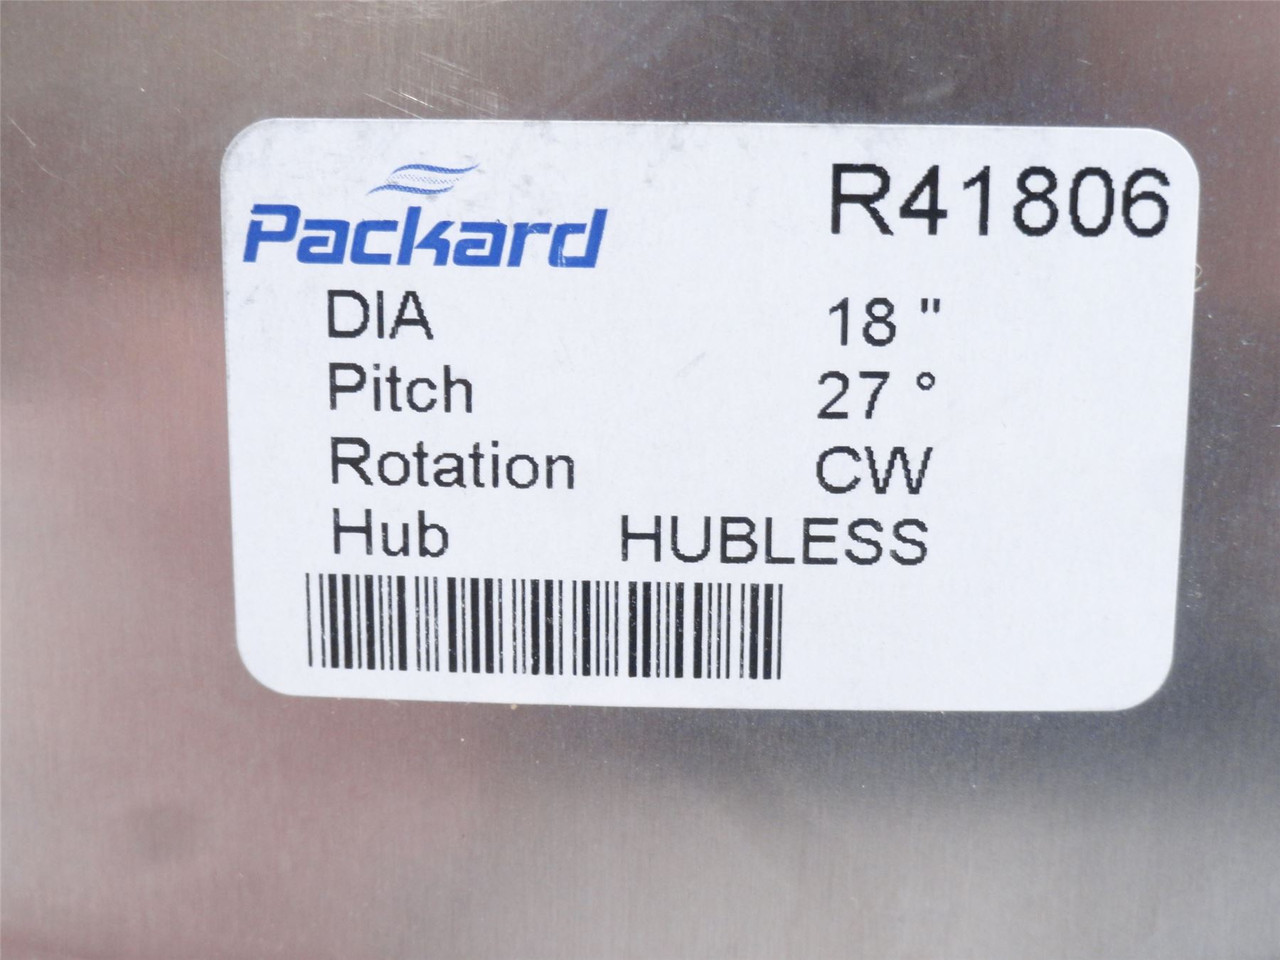 Packard R41806
DIA 18 "
Pitch 27 °
Rotation CW
Hub HUBLESS